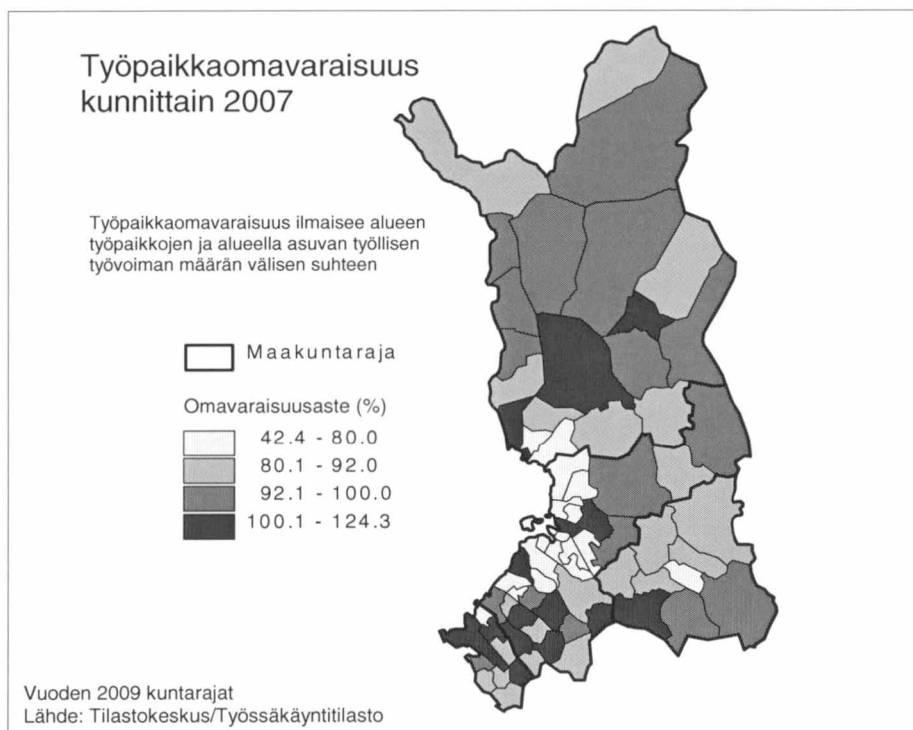 Työpaikkaomavaraisuus
kunnittain 2007
Työpaikkaomavaraisuus ilmaisee alueen
työpaikkojen ja alueella asuvan työllisen
työvoiman määrän välisen suhteen
Maakuntaraja
Omavaraisuusaste (%)
42.4 - 80.0
80.1 - 92.0
92.1 - 100.0
100.1 - 124.3
Vuoden 2009 kuntarajat
Lähde: Tilastokeskus/Työssäkäyntitilasto